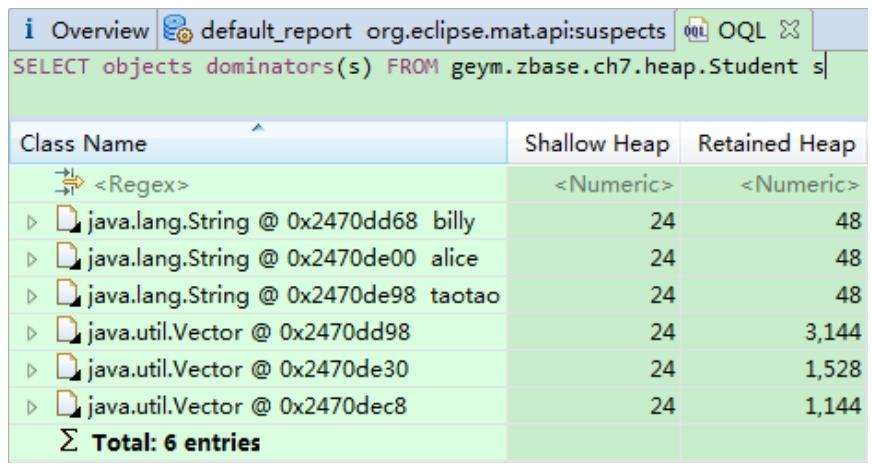 i Overview default_report org.eclipse.mat.api:suspects OQL OQL
SELECT objects dominators(s) FROM geym.zbase.ch7.heap.Student s
Class Name Shallow Heap Retained Heap
<Regex> <Numeric> <Numeric>
java.lang.String @ 0x2470dd68 billy 24 48
java.lang.String @ 0x2470de00 alice 24 48
java.lang.String @ 0x2470de98 taotao 24 48
java.util.Vector @ 0x2470dd98 24 3,144
java.util.Vector @ 0x2470de30 24 1,528
java.util.Vector @ 0x2470dec8 24 1,144
Σ Total: 6 entries